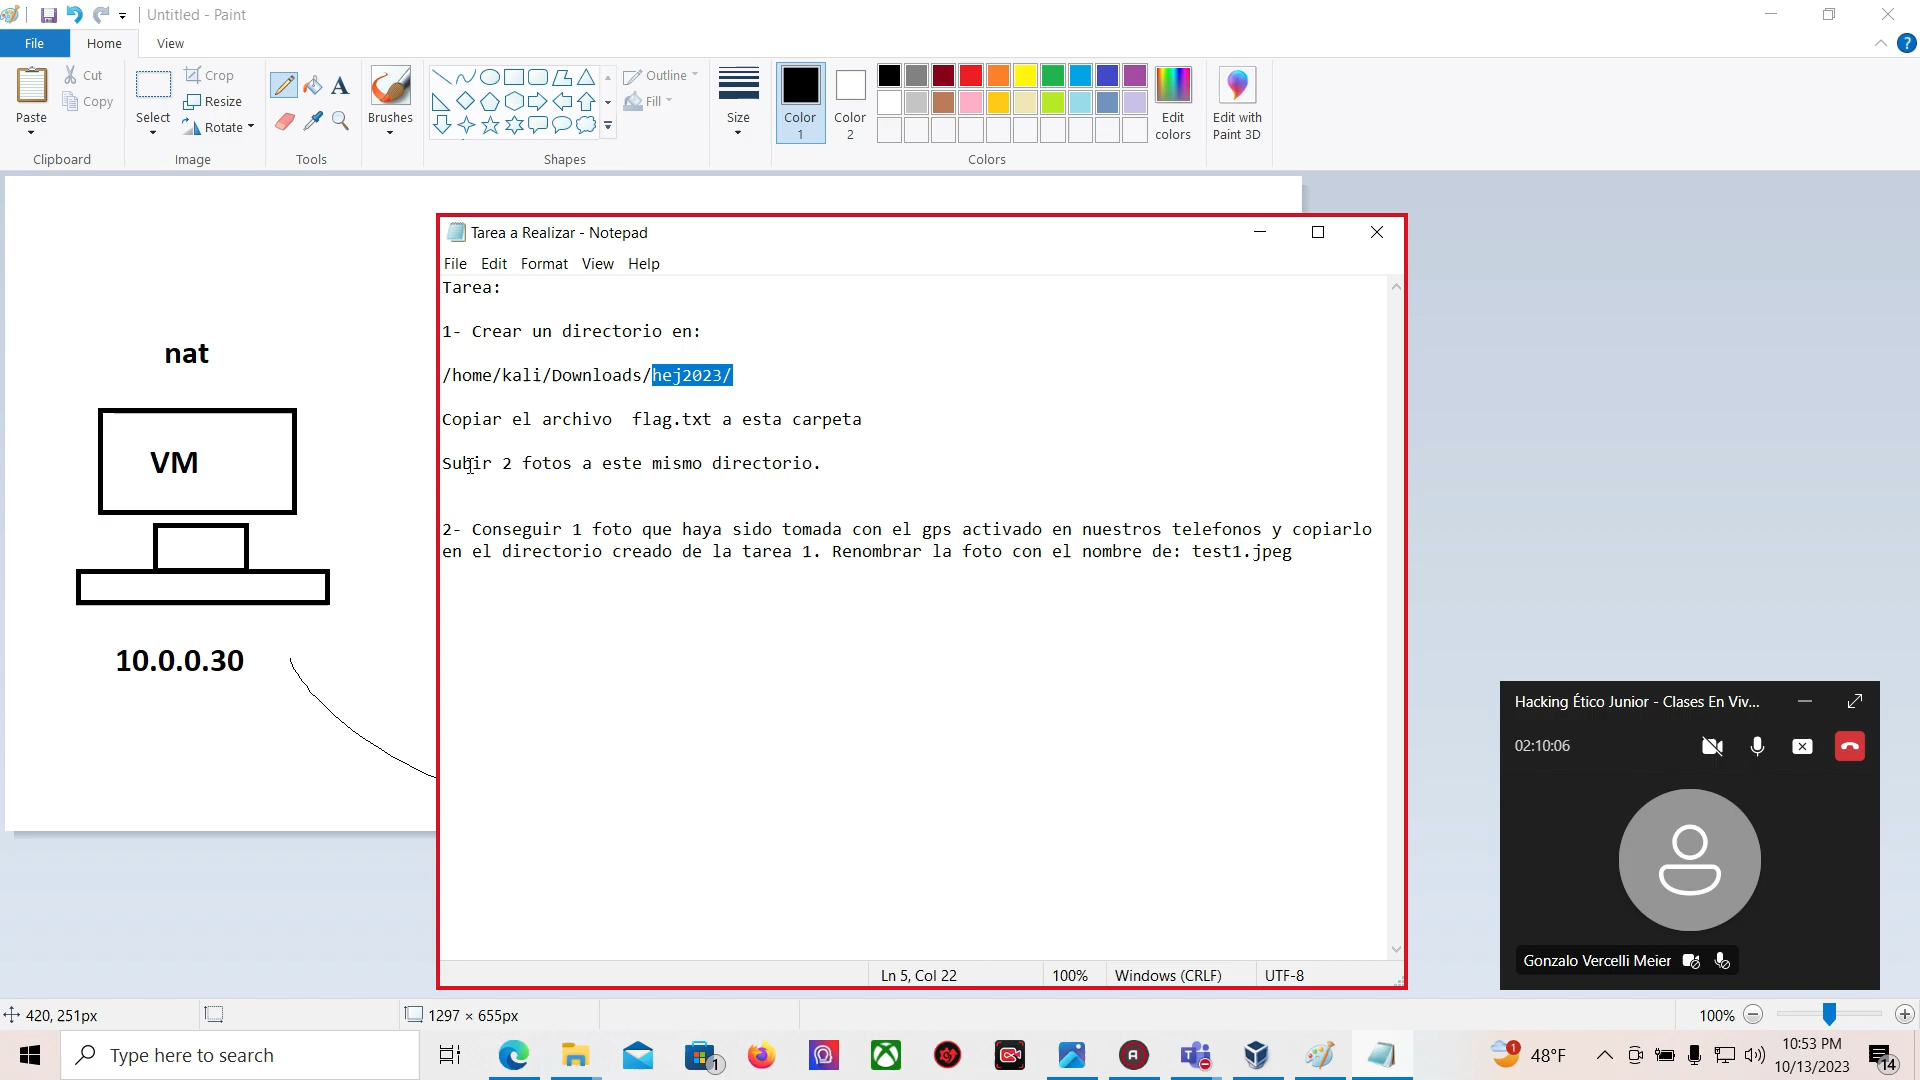 Untitled - Paint
File
Home
View
Paste
Cut
Copy
Clipboard
Select
Crop
Resize
Rotate
Image
Tools
Brushes
Shapes
Outline
Fill
Size
Color
1
Color
2
Edit
colors
Colors
Edit with
Paint 3D
nat
VM
10.0.0.30
Tarea a Realizar - Notepad
File Edit Format View Help
Tarea:
1- Crear un directorio en:
/home/kali/Downloads/hej2023/
Copiar el archivo  flag.txt a esta carpeta
Subir 2 fotos a este mismo directorio.
2- Conseguir 1 foto que haya sido tomada con el gps activado en nuestros telefonos y copiarlo
en el directorio creado de la tarea 1. Renombrar la foto con el nombre de: test1.jpeg
Ln 5, Col 22
100%
Windows (CRLF)
UTF-8
Hacking Ético Junior - Clases En Viv...
02:10:06
Gonzalo Vercelli Meier
420, 251px
1297 × 655px
100%
Type here to search
1
1
48°F
10:53 PM
10/13/2023
14